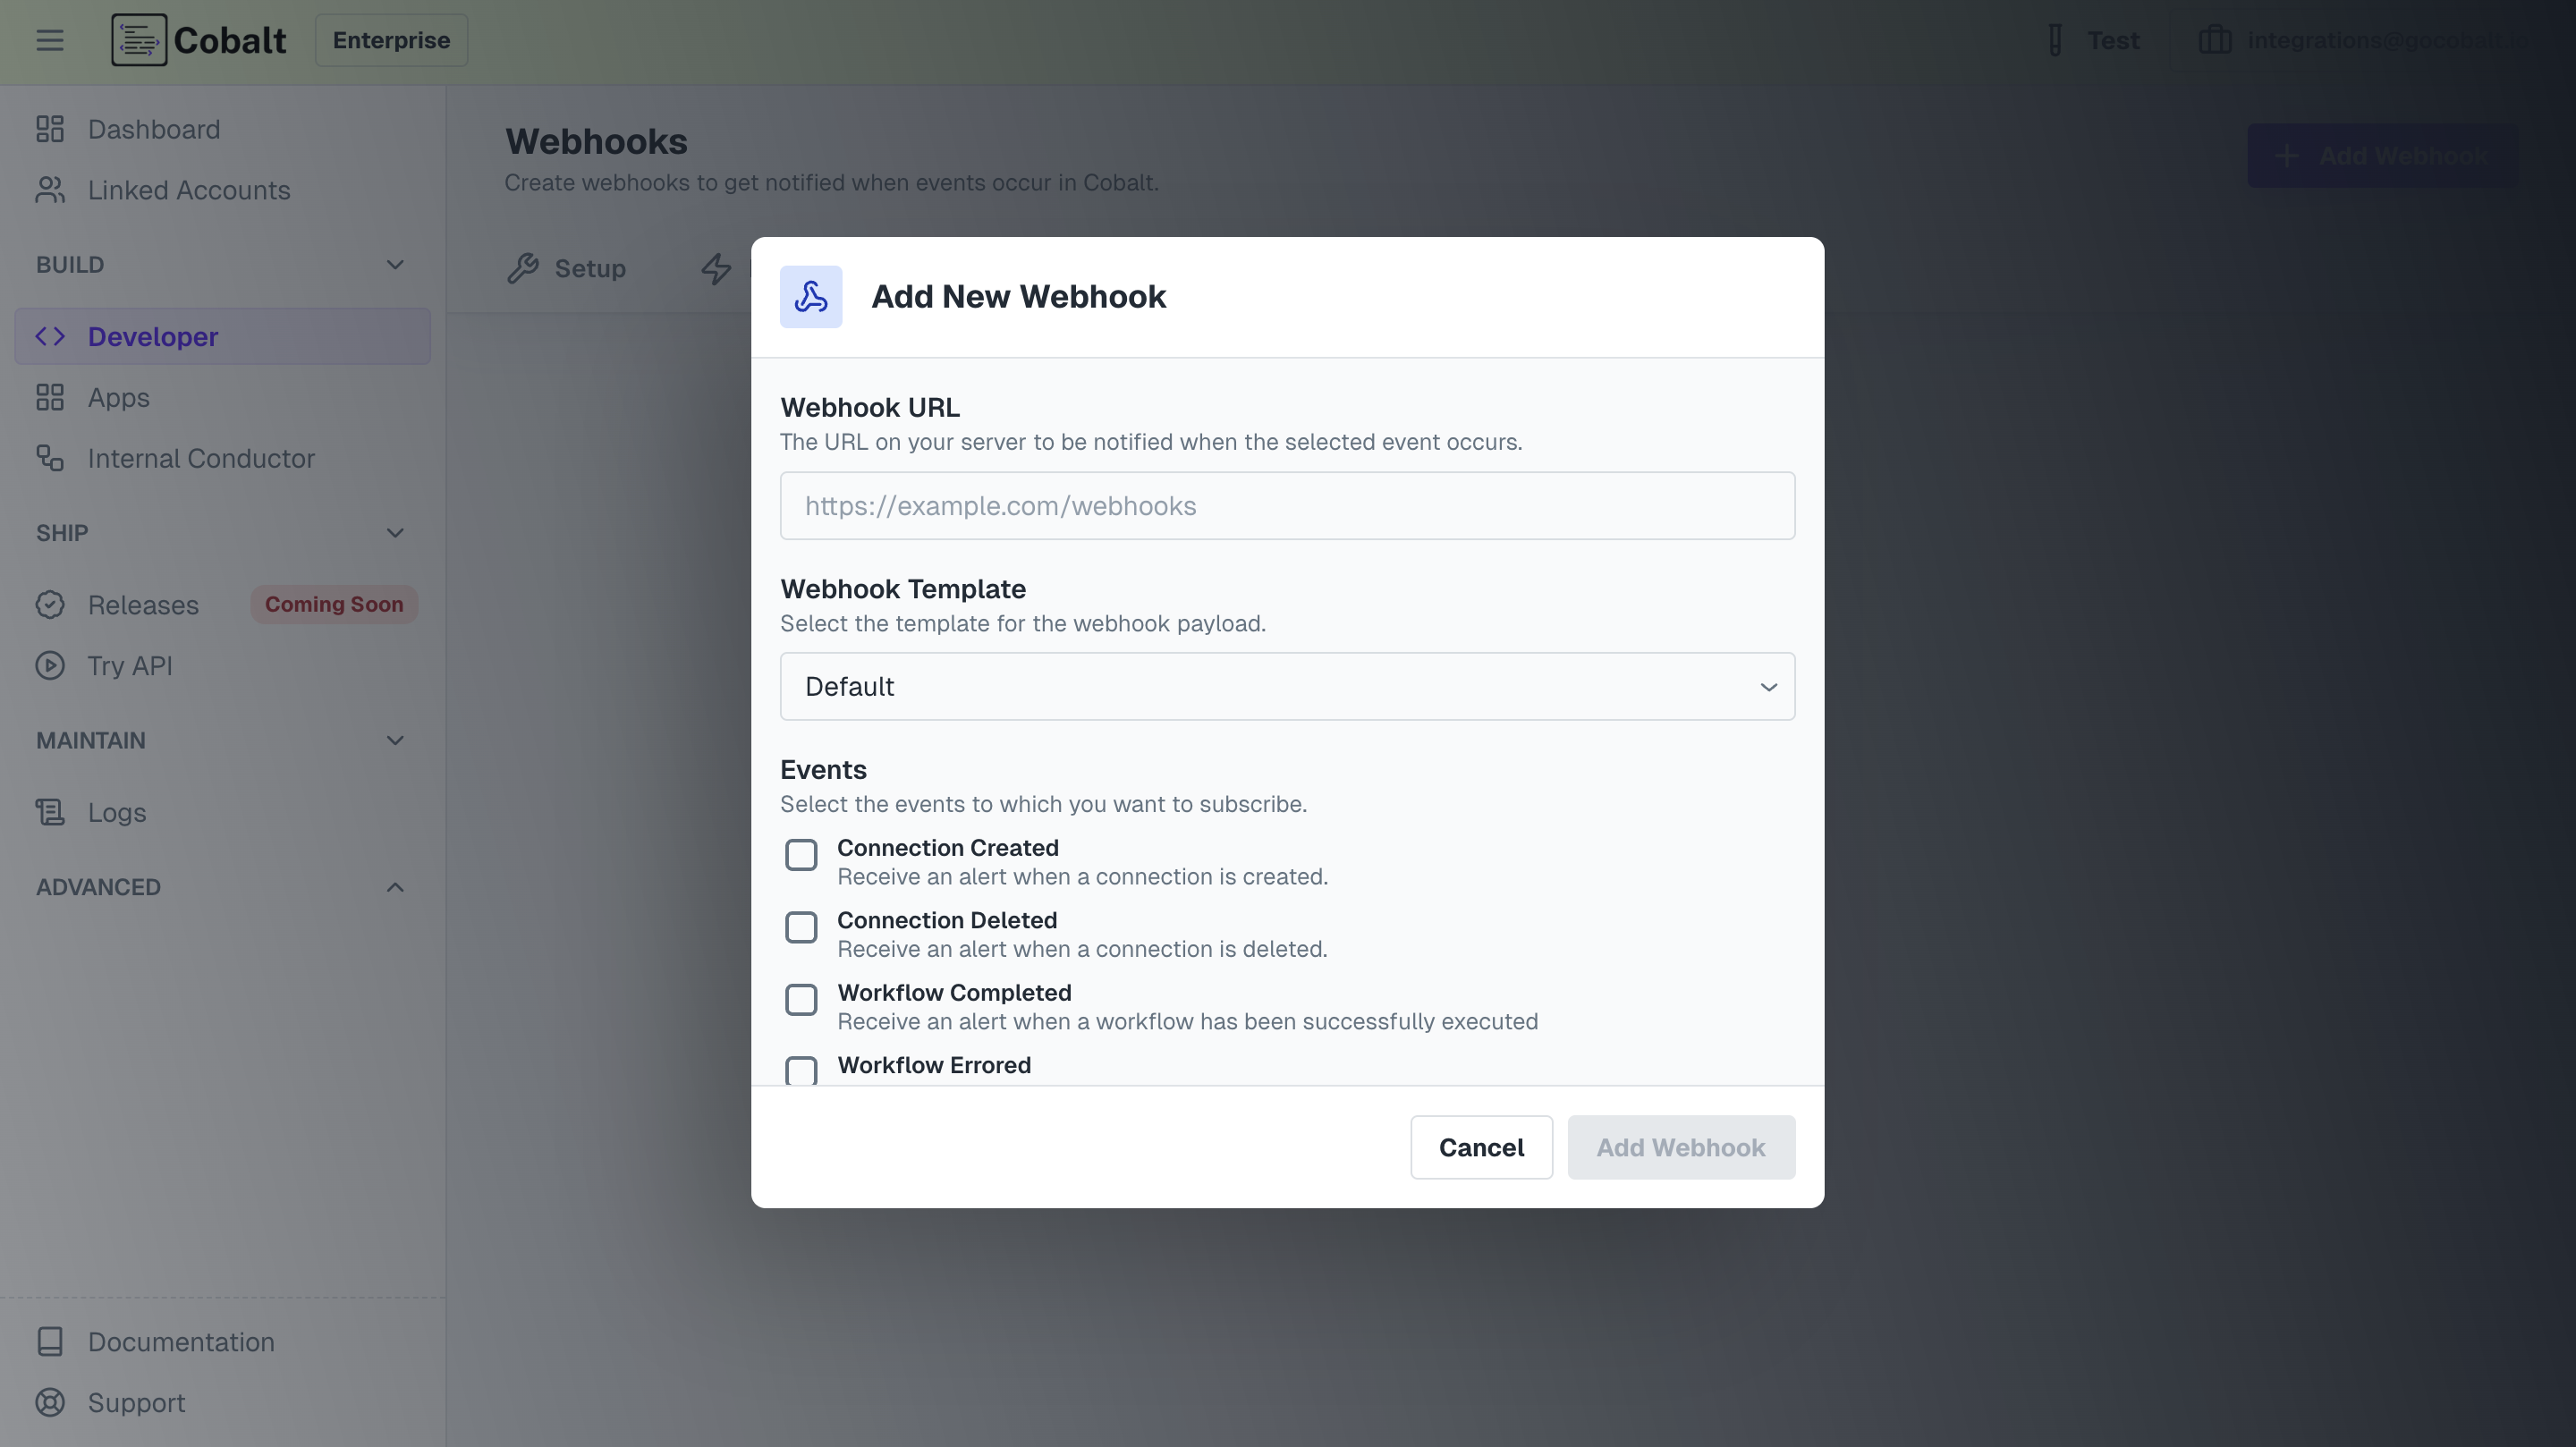 Cobalt
Enterprise
Test
integrations@gocobalt.io
Dashboard
Linked Accounts
BUILD
Developer
Apps
Internal Conductor
SHIP
Releases
Coming Soon
Try API
MAINTAIN
Logs
ADVANCED
Documentation
Support
Webhooks
Create webhooks to get notified when events occur in Cobalt.
Add Webhook
Setup
Add New Webhook
Webhook URL
The URL on your server to be notified when the selected event occurs.
https://example.com/webhooks
Webhook Template
Select the template for the webhook payload.
Default
Events
Select the events to which you want to subscribe.
Connection Created
Receive an alert when a connection is created.
Connection Deleted
Receive an alert when a connection is deleted.
Workflow Completed
Receive an alert when a workflow has been successfully executed
Workflow Errored
Cancel
Add Webhook